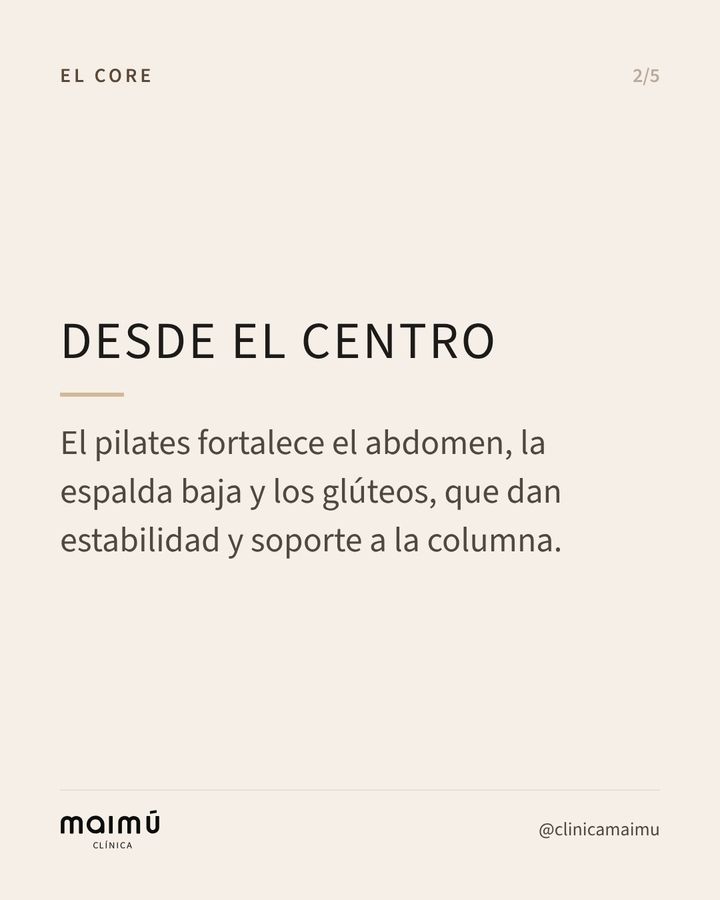 EL CORE
2/5
DESDE EL CENTRO
El pilates fortalece el abdomen, la
espalda baja y los glúteos, que dan
estabilidad y soporte a la columna.
maimú
CLÍNICA
@clinicamaimu